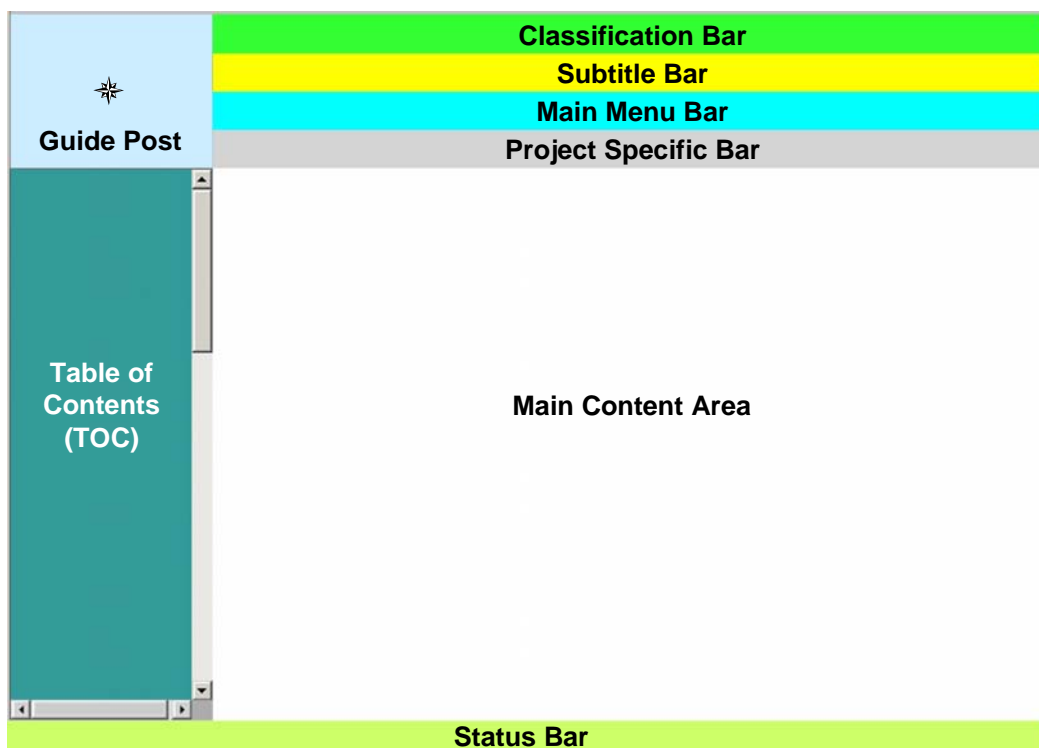 Classification Bar
Subtitle Bar
Main Menu Bar
Guide Post
Project Specific Bar
Table of
Contents
(TOC)
Main Content Area
Status Bar